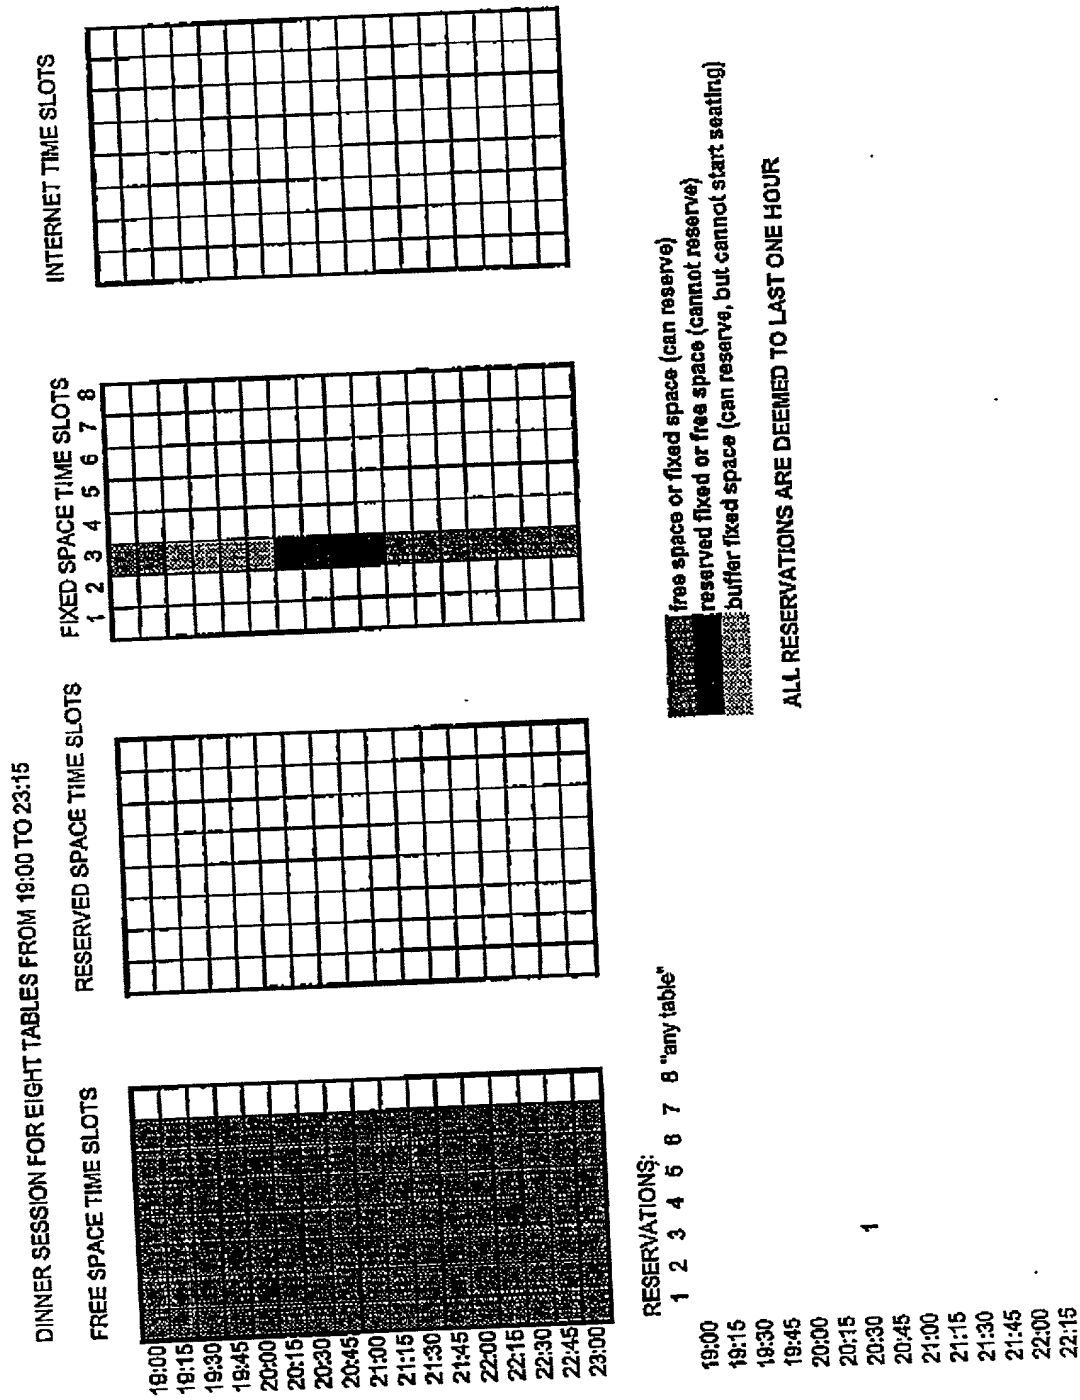 DINNER SESSION FOR EIGHT TABLES FROM 19:00 TO 23:15
FREE SPACE TIME SLOTS
RESERVED SPACE TIME SLOTS
FIXED SPACE TIME SLOTS
INTERNET TIME SLOTS
1 2 3 4 5 6 7 8
19:00
19:15
19:30
19:45
20:00
20:15
20:30
20:45
21:00
21:15
21:30
21:45
22:00
22:15
22:30
22:45
23:00
RESERVATIONS:
1 2 3 4 5 6 7 8 "any table"
19:00
19:15
19:30
19:45
20:00
20:15
20:30 1
20:45
21:00
21:15
21:30
21:45
22:00
22:15
free space or fixed space (can reserve)
reserved fixed or free space (cannot reserve)
buffer fixed space (can reserve, but cannot start seating)
ALL RESERVATIONS ARE DEEMED TO LAST ONE HOUR